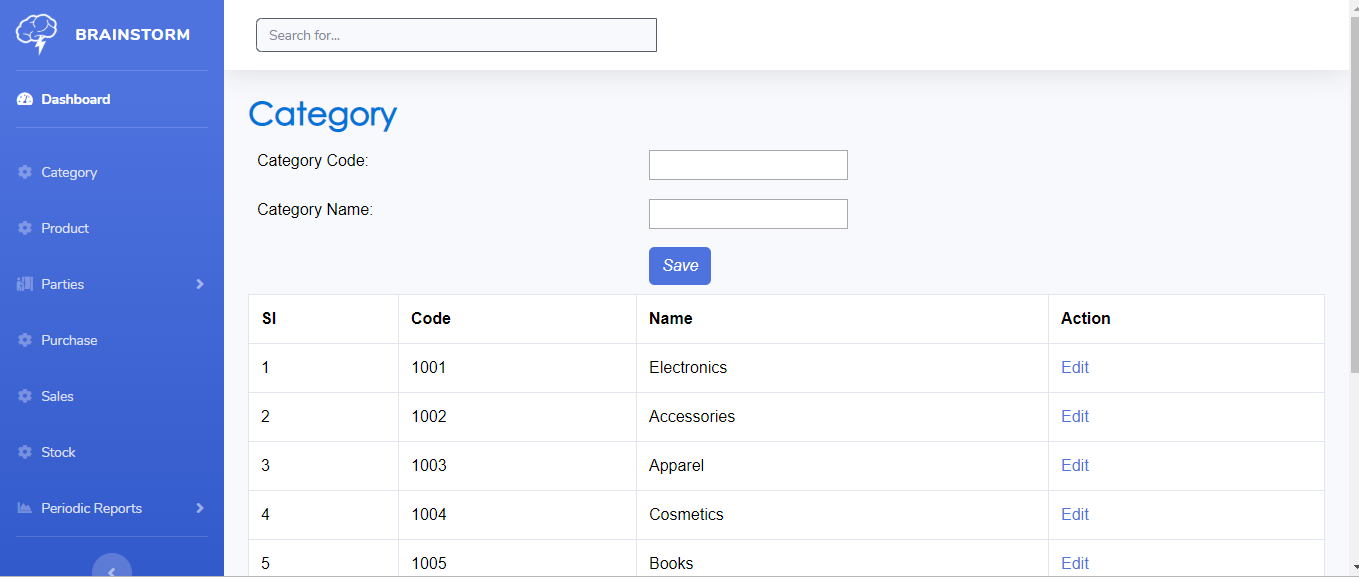 BRAINSTORM
Search for...
Dashboard
Category
Product
Parties
Purchase
Sales
Stock
Periodic Reports
Category
Category Code:
Category Name:
Save
Sl Code Name Action
1 1001 Electronics Edit
2 1002 Accessories Edit
3 1003 Apparel Edit
4 1004 Cosmetics Edit
5 1005 Books Edit